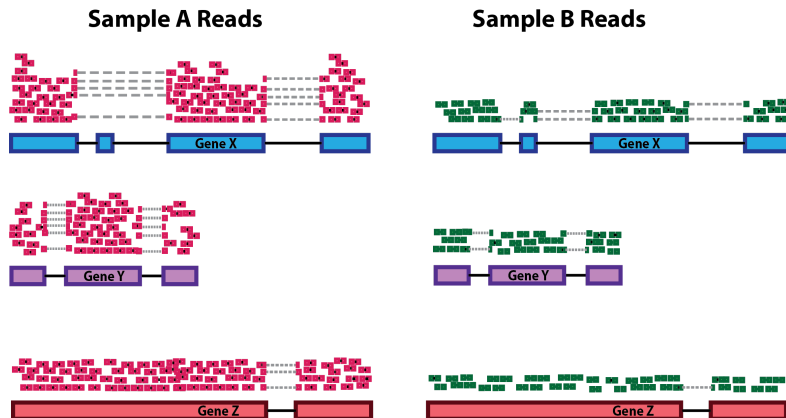 Sample A Reads
Sample B Reads
Gene X
Gene X
Gene Y
Gene Y
Gene Z
Gene Z